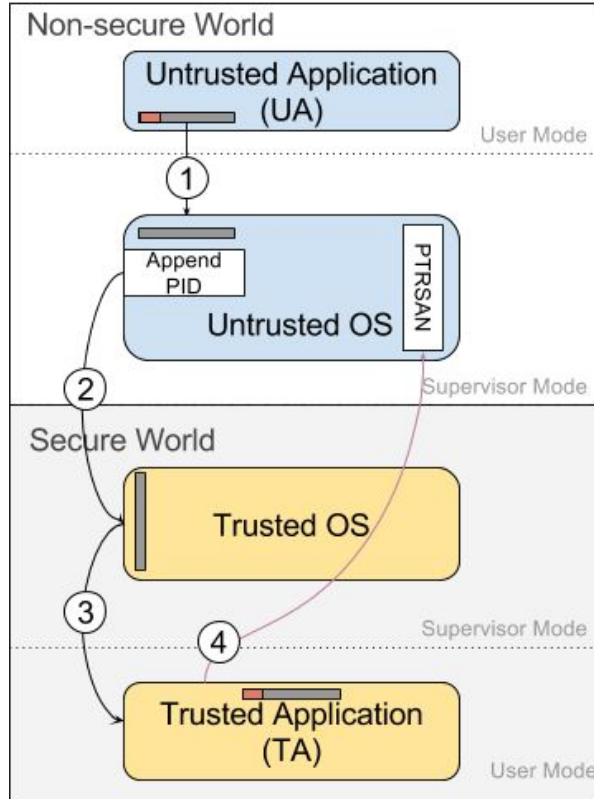 Non-secure World
Untrusted Application
(UA)
User Mode
1
Append
PID
PTRSAN
Untrusted OS
2
Supervisor Mode
Secure World
Trusted OS
3
4
Supervisor Mode
Trusted Application
(TA)
User Mode